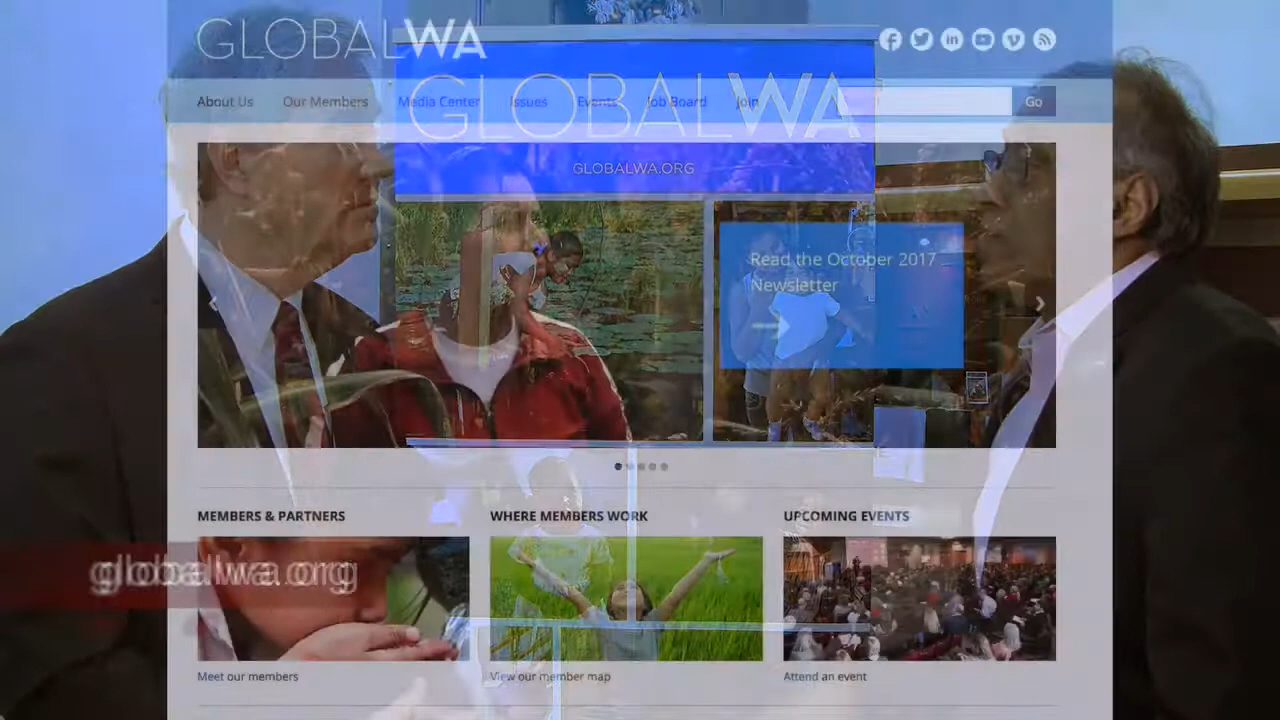 GLOBALWA
GLOBALWA
About Us Our Members Media Center Issues Events Job Board Join Go
GLOBALWA.ORG
Read the October 2017
Newsletter
MEMBERS & PARTNERS WHERE MEMBERS WORK UPCOMING EVENTS
globalwa.org
Meet our members View our member map Attend an event